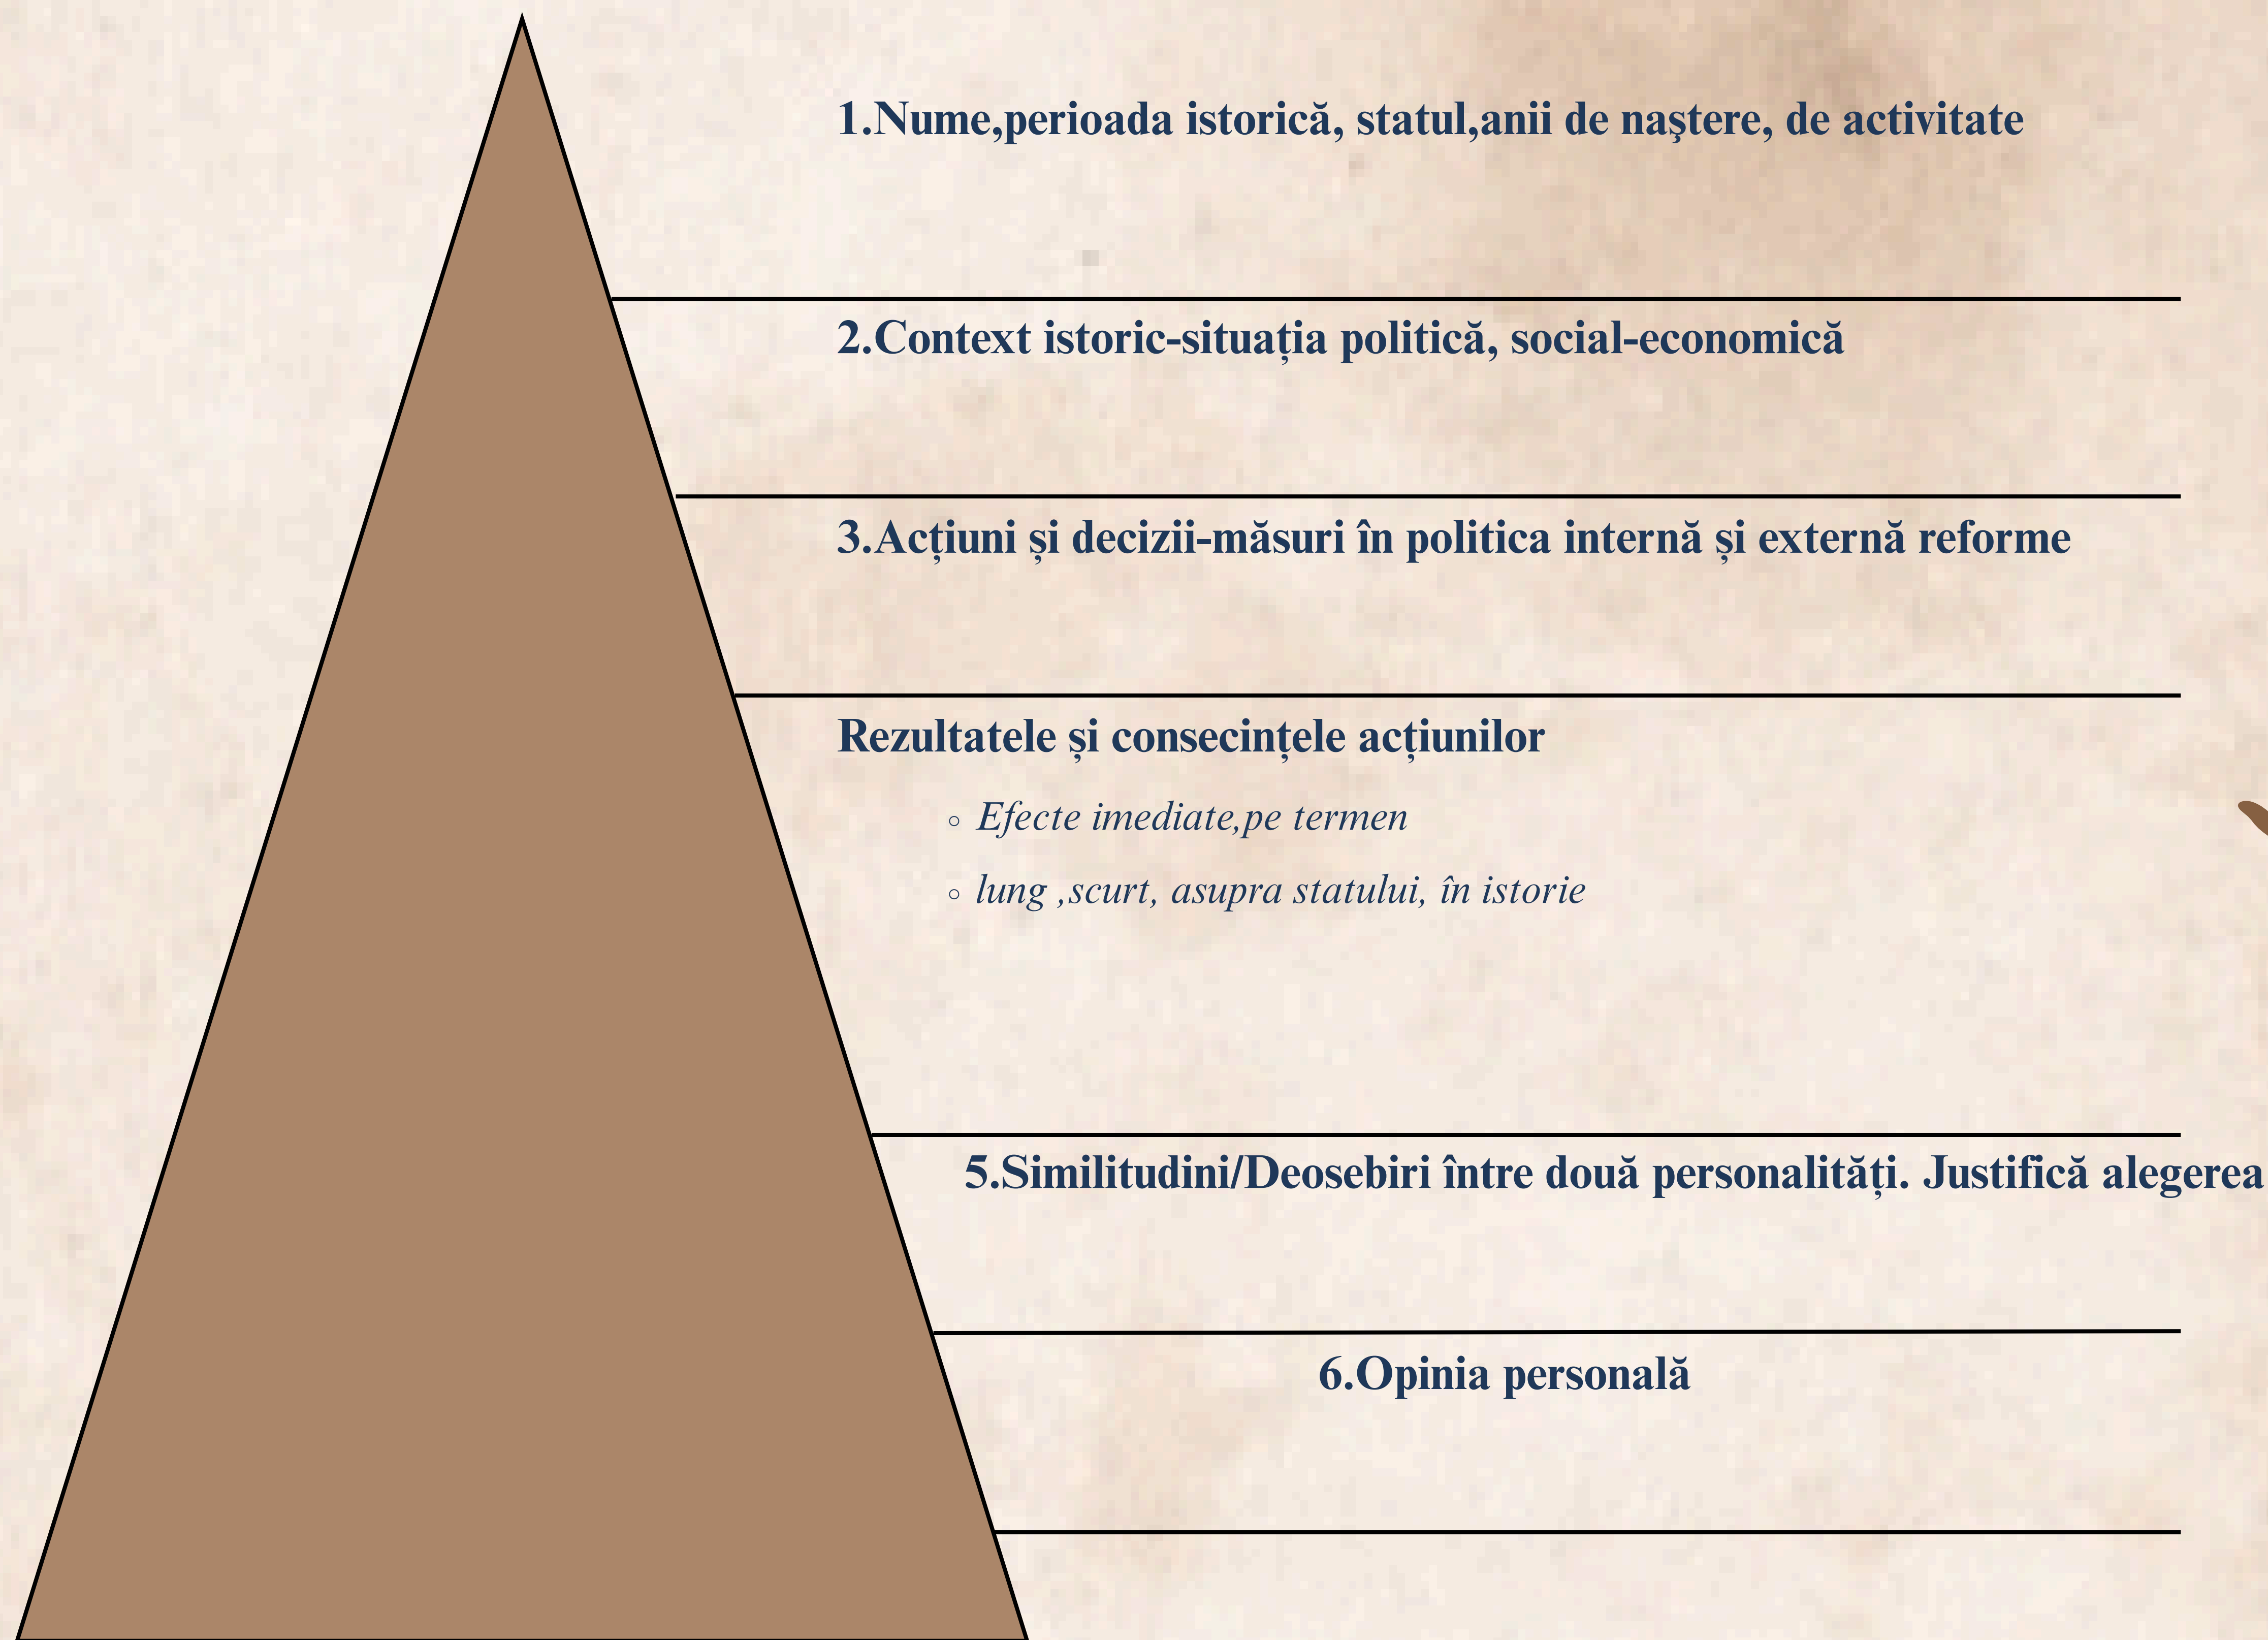 1.Nume,perioada istorică, statul,anii de naştere, de activitate
2.Context istoric-situația politică, social-economică
3.Acțiuni și decizii-măsuri în politica internă și externă reforme
Rezultatele și consecințele acțiunilor
Efecte imediate,pe termen
lung ,scurt, asupra statului, în istorie
5.Similitudini/Deosebiri între două personalități. Justifică alegerea
6.Opinia personală